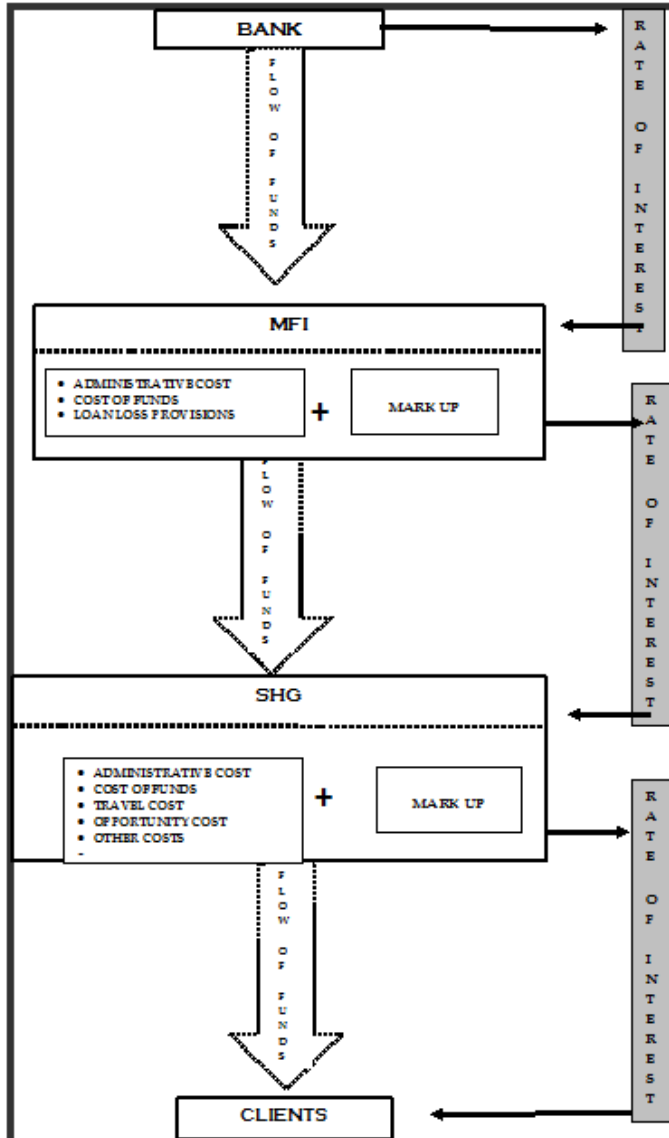 BANK
FLOW OF FUNDS
RATE OF INTEREST
MFI
• ADMINISTRATIVE COST
• COST OF FUNDS
• LOAN LOSS PROVISIONS
+
MARK UP
FLOW OF FUNDS
RATE OF INTEREST
SHG
• ADMINISTRATIVE COST
• COST OF FUNDS
• TRAVEL COST
• OPPORTUNITY COST
• OTHER COSTS
-
+
MARK UP
FLOW OF FUNDS
RATE OF INTEREST
CLIENTS